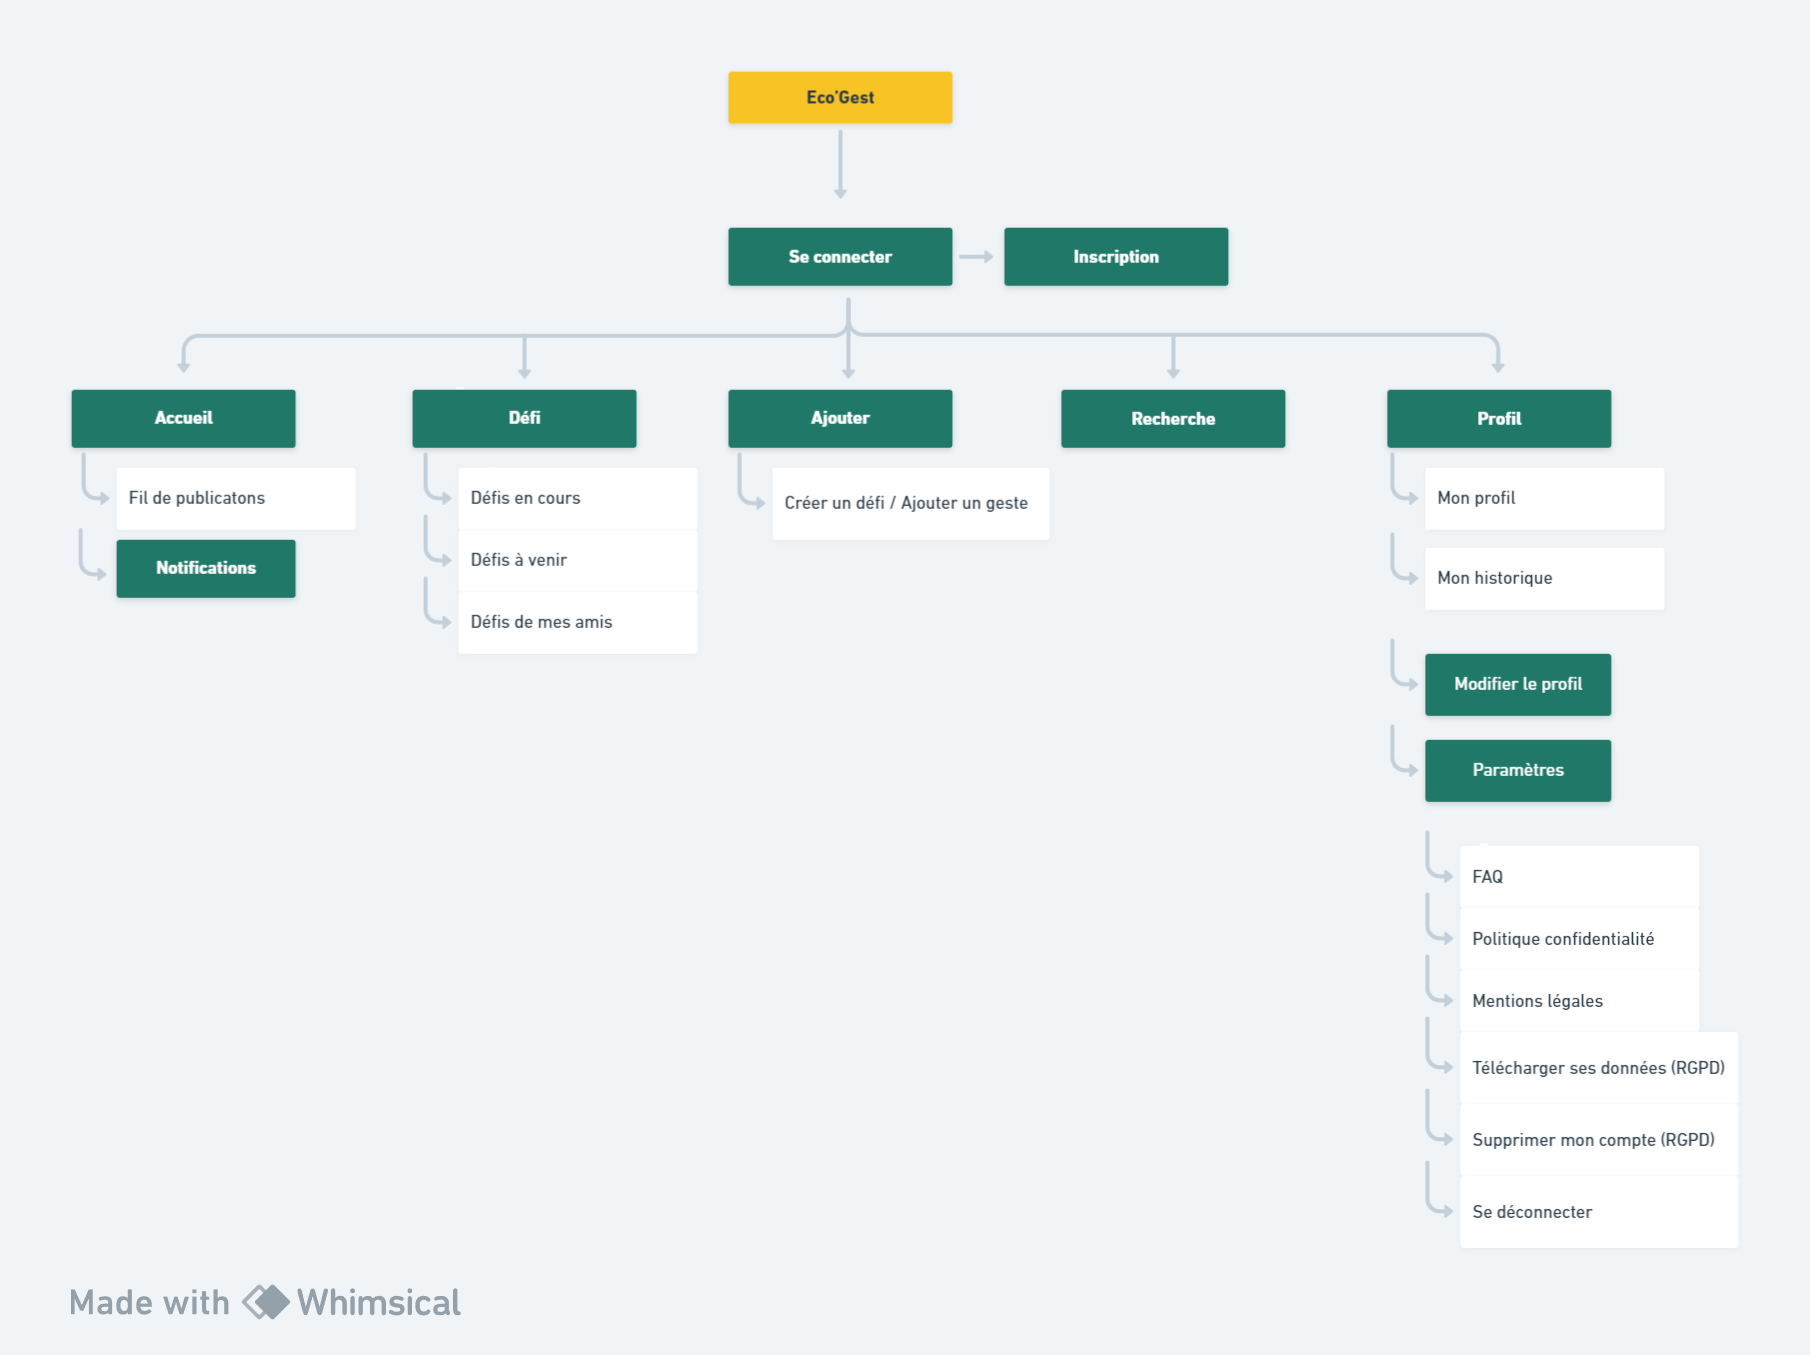 Eco’Gest
Se connecter
Inscription
Accueil
Défi
Ajouter
Recherche
Profil
Fil de publicatons
Notifications
Défis en cours
Défis à venir
Défis de mes amis
Créer un défi / Ajouter un geste
Mon profil
Mon historique
Modifier le profil
Paramètres
FAQ
Politique confidentialité
Mentions légales
Télécharger ses données (RGPD)
Supprimer mon compte (RGPD)
Se déconnecter
Made with Whimsical